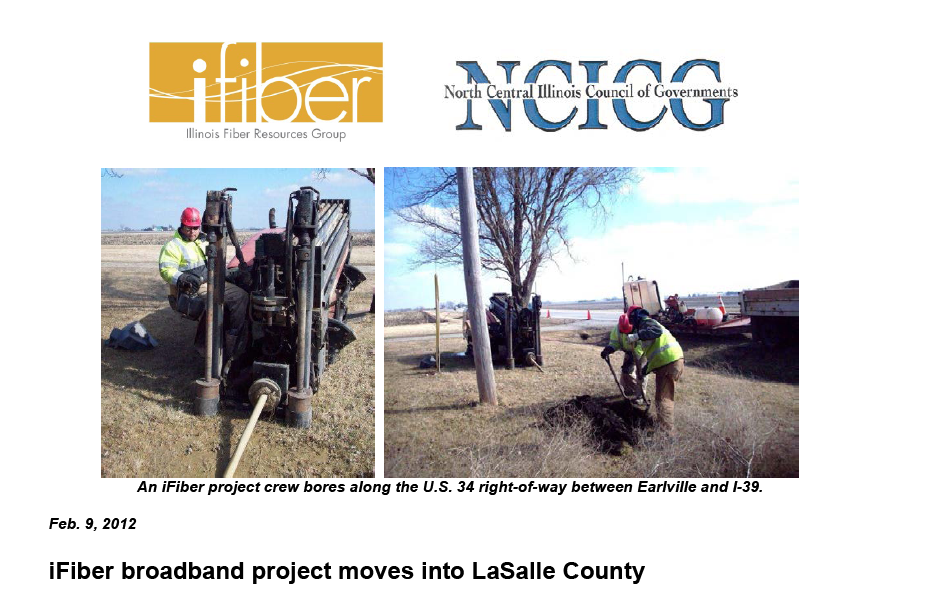 ifiber
Illinois Fiber Resources Group
NCICG
North Central Illinois Council of Governments
An iFiber project crew bores along the U.S. 34 right-of-way between Earlville and I-39.
Feb. 9, 2012
iFiber broadband project moves into LaSalle County